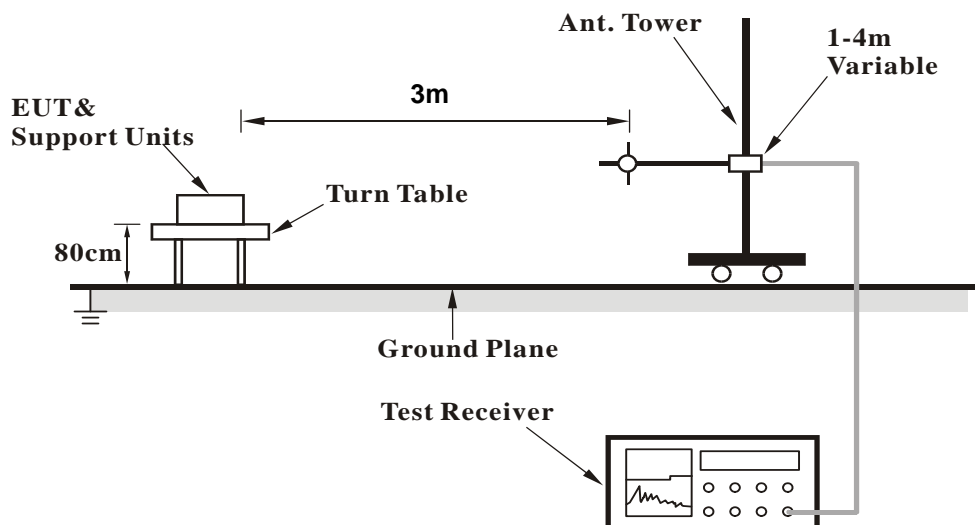 Ant. Tower
1-4m
Variable
3m
EUT&
Support Units
Turn Table
80cm
Ground Plane
Test Receiver